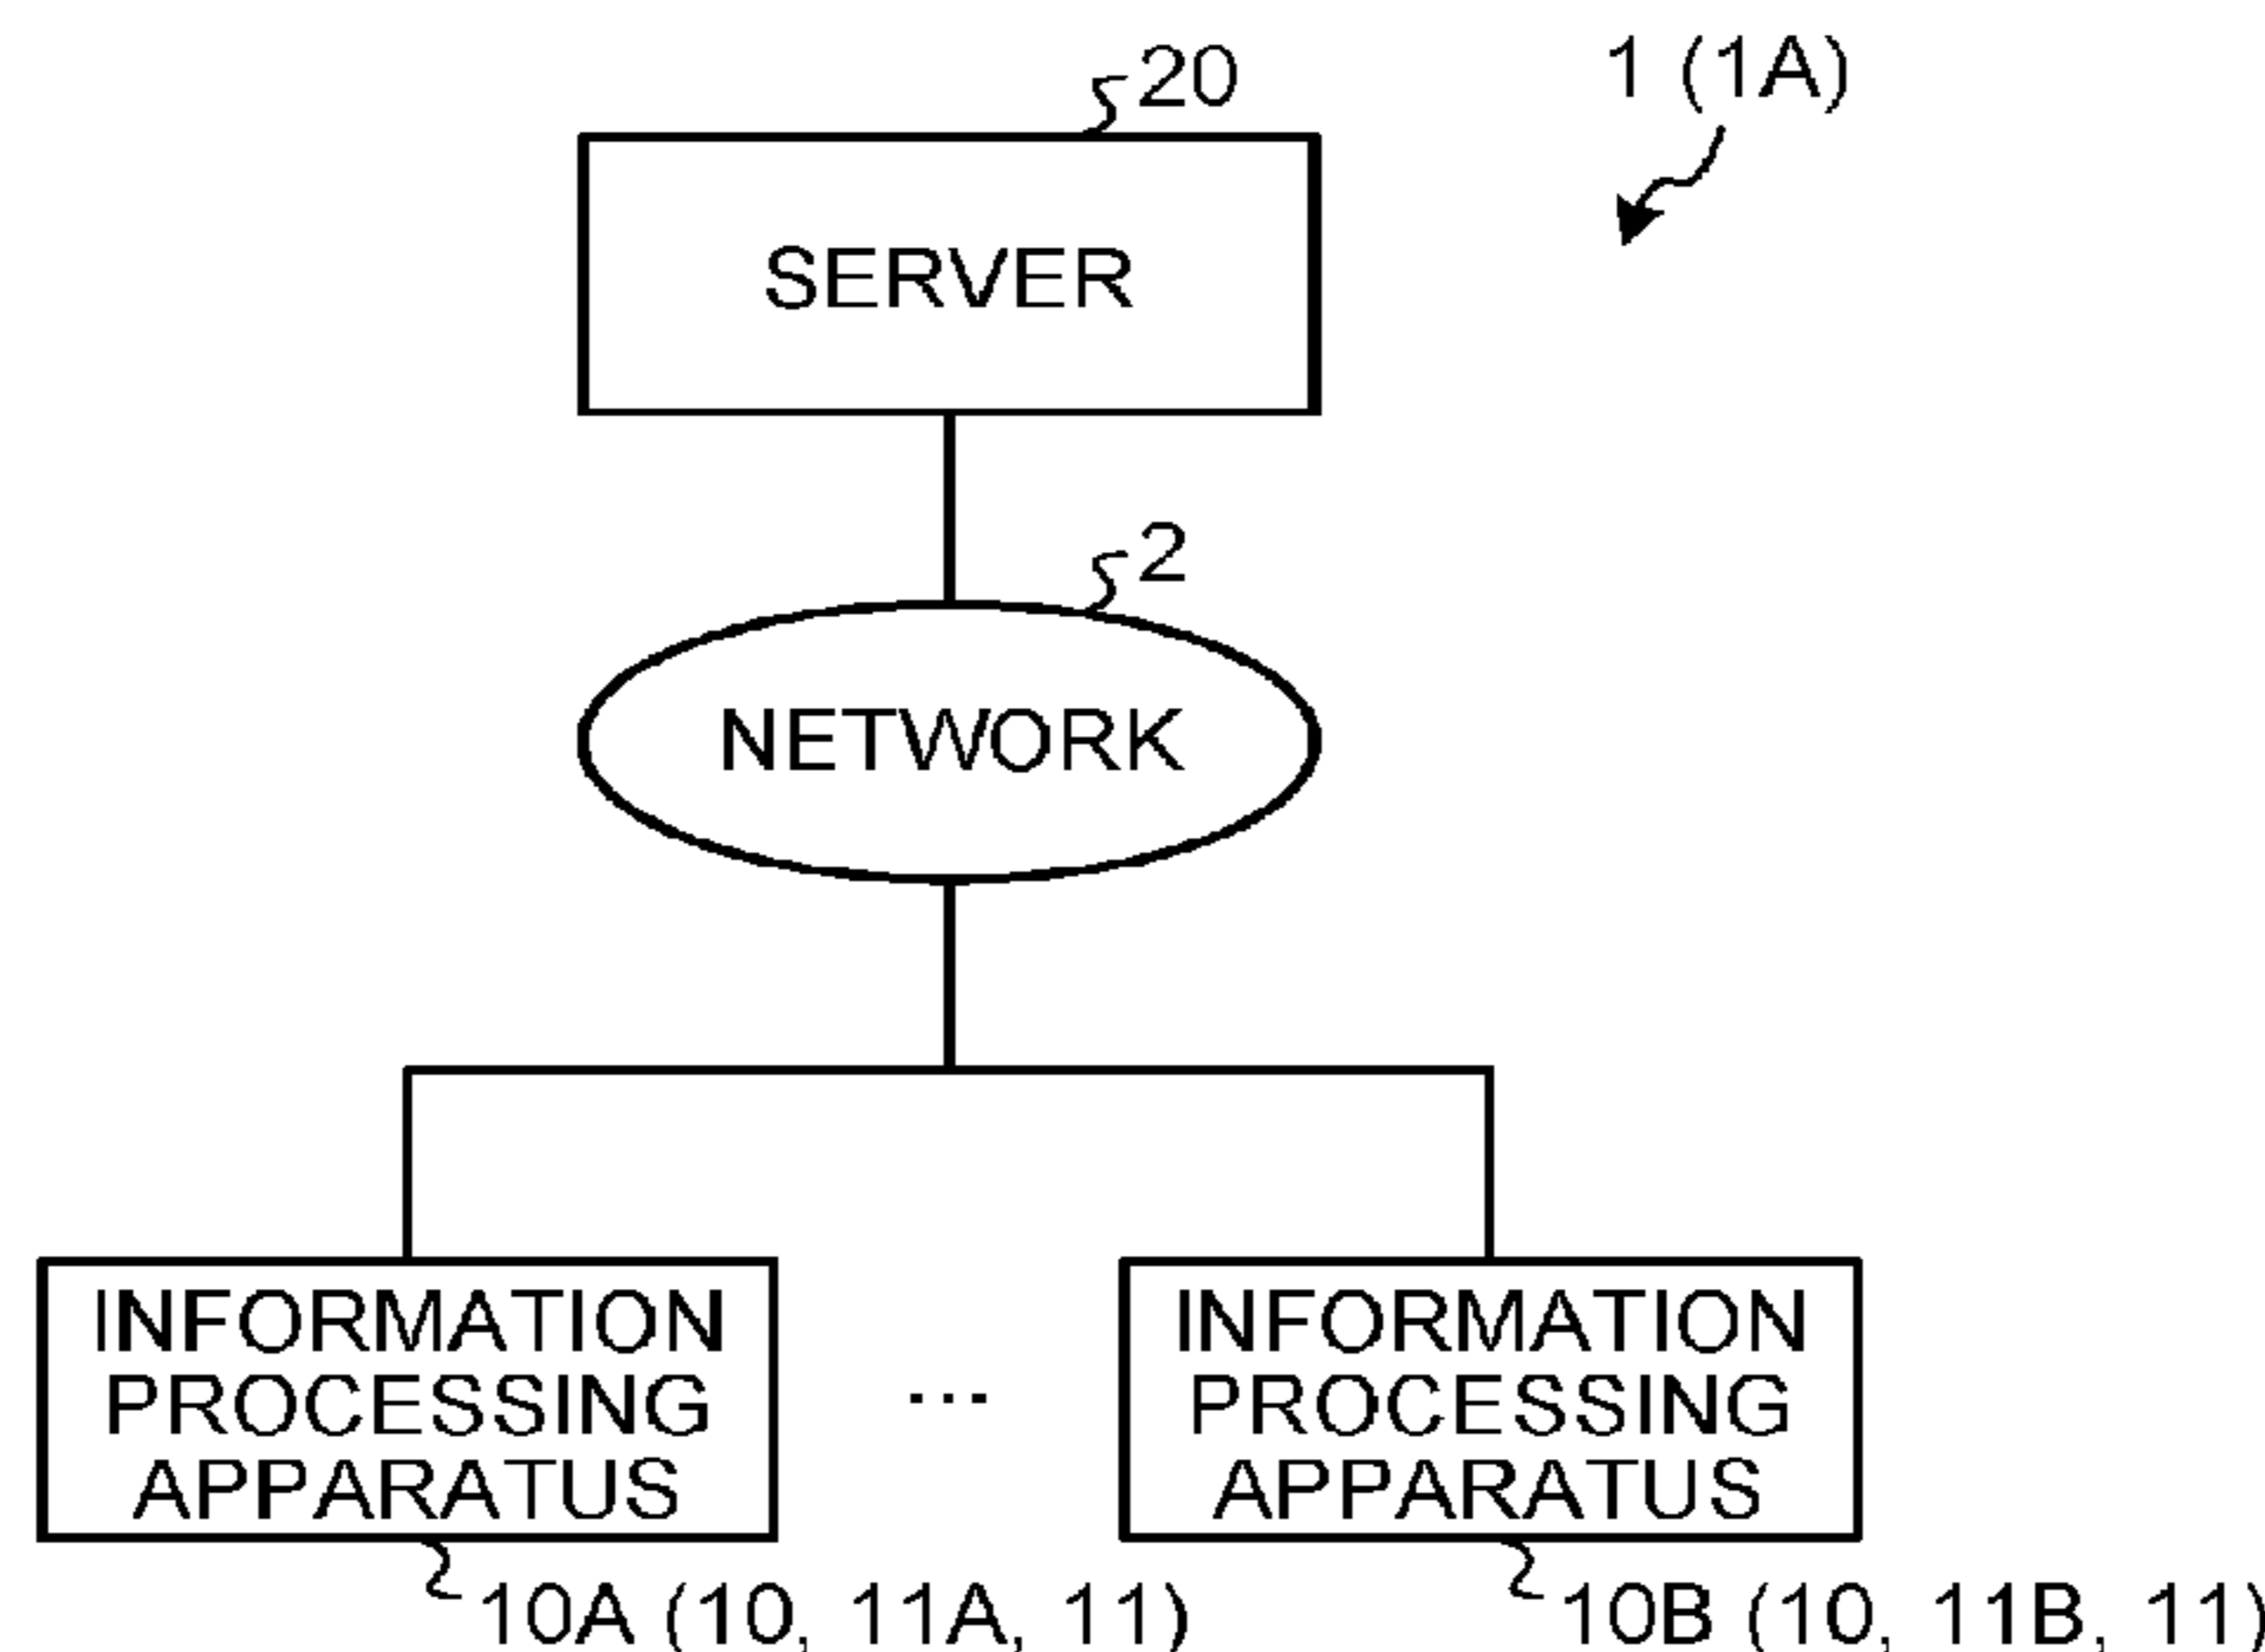 20
1 (1A)
SERVER
2
NETWORK
INFORMATION
PROCESSING
APPARATUS
...
INFORMATION
PROCESSING
APPARATUS
10A (10, 11A, 11)
10B (10, 11B, 11)